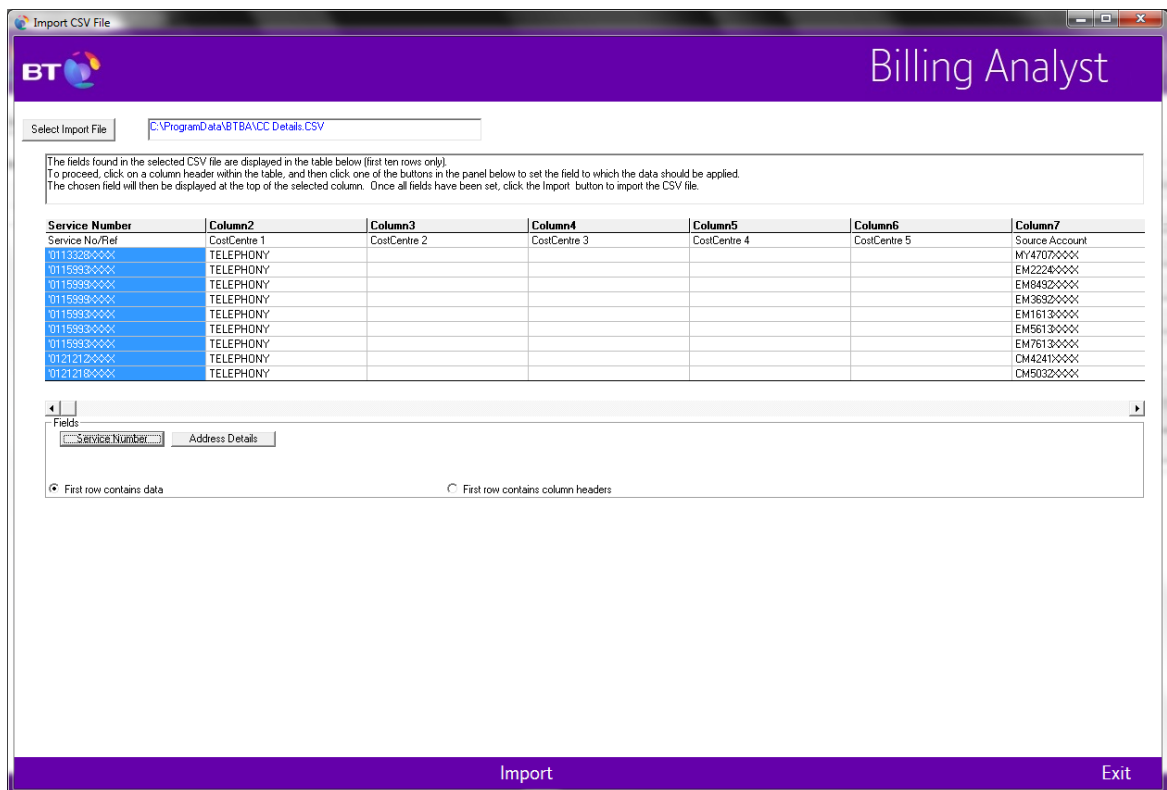 Import CSV File
BT
Billing Analyst
Select Import File
C:\ProgramData\BTBA\CC Details.CSV
The fields found in the selected CSV file are displayed in the table below (first ten rows only).
To proceed, click on a column header within the table, and then click one of the buttons in the panel below to set the field to which the data should be applied.
The chosen field will then be displayed at the top of the selected column. Once all fields have been set, click the Import button to import the CSV file.
Service Number Column2 Column3 Column4 Column5 Column6 Column7
Service No/Ref CostCentre 1 CostCentre 2 CostCentre 3 CostCentre 4 CostCentre 5 Source Account
'0113328XXXX TELEPHONY MY4707XXXX
'0115993XXXX TELEPHONY EM2224XXXX
'0115999XXXX TELEPHONY EM8492XXXX
'0115999XXXX TELEPHONY EM3692XXXX
'0115993XXXX TELEPHONY EM1613XXXX
'0115993XXXX TELEPHONY EM5613XXXX
'0115993XXXX TELEPHONY EM7613XXXX
'0121212XXXX TELEPHONY CM4241XXXX
'0121218XXXX TELEPHONY CM5032XXXX
Fields
Service Number Address Details
First row contains data First row contains column headers
Import Exit